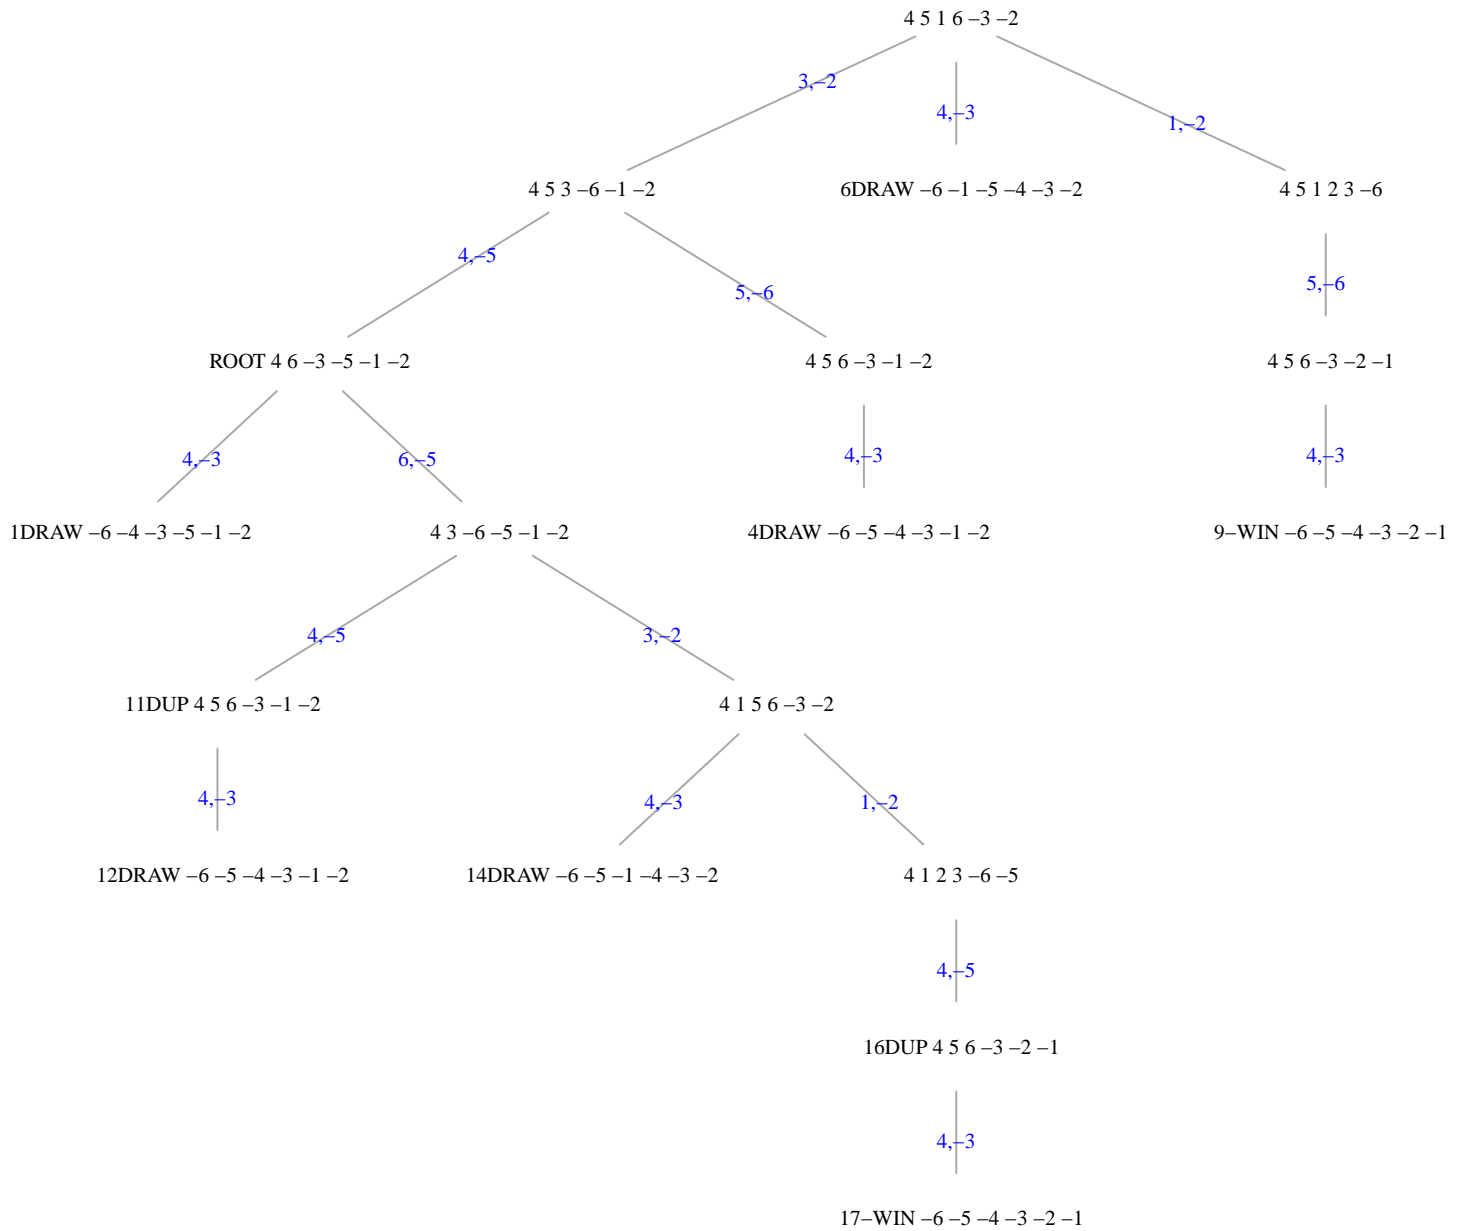 4 5 1 6 –3 –2
3,–2
4,–3
1,–2
4 5 3 –6 –1 –2
6DRAW –6 –1 –5 –4 –3 –2
4 5 1 2 3 –6
4,–5
5,–6
5,–6
ROOT 4 6 –3 –5 –1 –2
4 5 6 –3 –1 –2
4 5 6 –3 –2 –1
4,–3
6,–5
4,–3
4,–3
1DRAW –6 –4 –3 –5 –1 –2
4 3 –6 –5 –1 –2
4DRAW –6 –5 –4 –3 –1 –2
9–WIN –6 –5 –4 –3 –2 –1
4,–5
3,–2
11DUP 4 5 6 –3 –1 –2
4 1 5 6 –3 –2
4,–3
4,–3
1,–2
12DRAW –6 –5 –4 –3 –1 –2
14DRAW –6 –5 –1 –4 –3 –2
4 1 2 3 –6 –5
4,–5
16DUP 4 5 6 –3 –2 –1
4,–3
17–WIN –6 –5 –4 –3 –2 –1